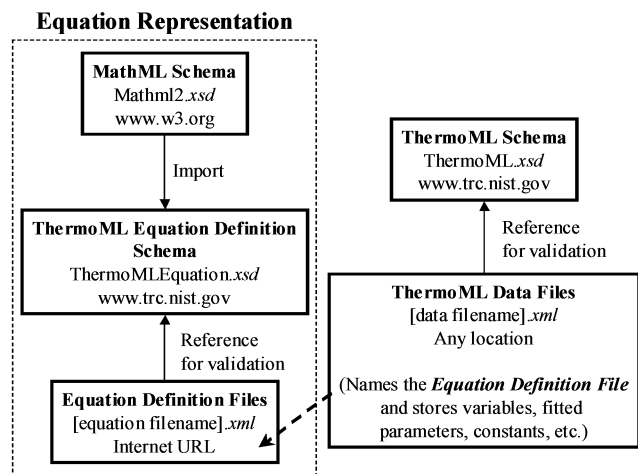 Equation Representation
MathML Schema
Mathml2.xsd
www.w3.org
Import
ThermoML Equation Definition
Schema
ThermoMLEquation.xsd
www.trc.nist.gov
Reference
for validation
Equation Definition Files
[equation filename].xml
Internet URL
ThermoML Schema
ThermoML.xsd
www.trc.nist.gov
Reference
for validation
ThermoML Data Files
[data filename].xml
Any location
(Names the Equation Definition File
and stores variables, fitted
parameters, constants, etc.)